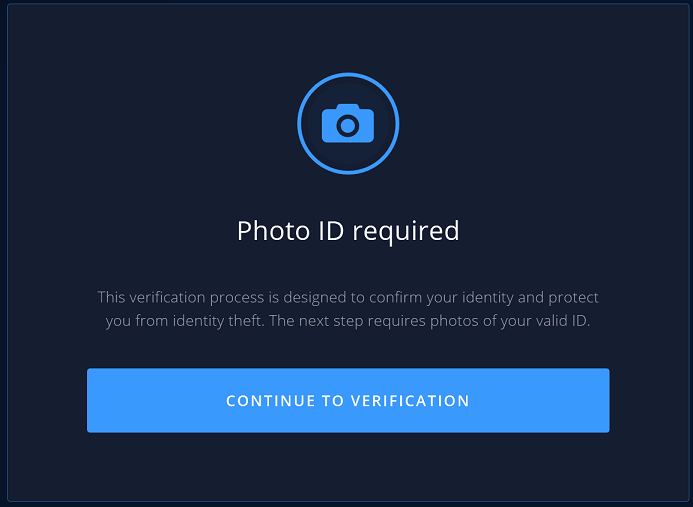 Photo ID required
This verification process is designed to confirm your identity and protect
you from identity theft. The next step requires photos of your valid ID.
CONTINUE TO VERIFICATION